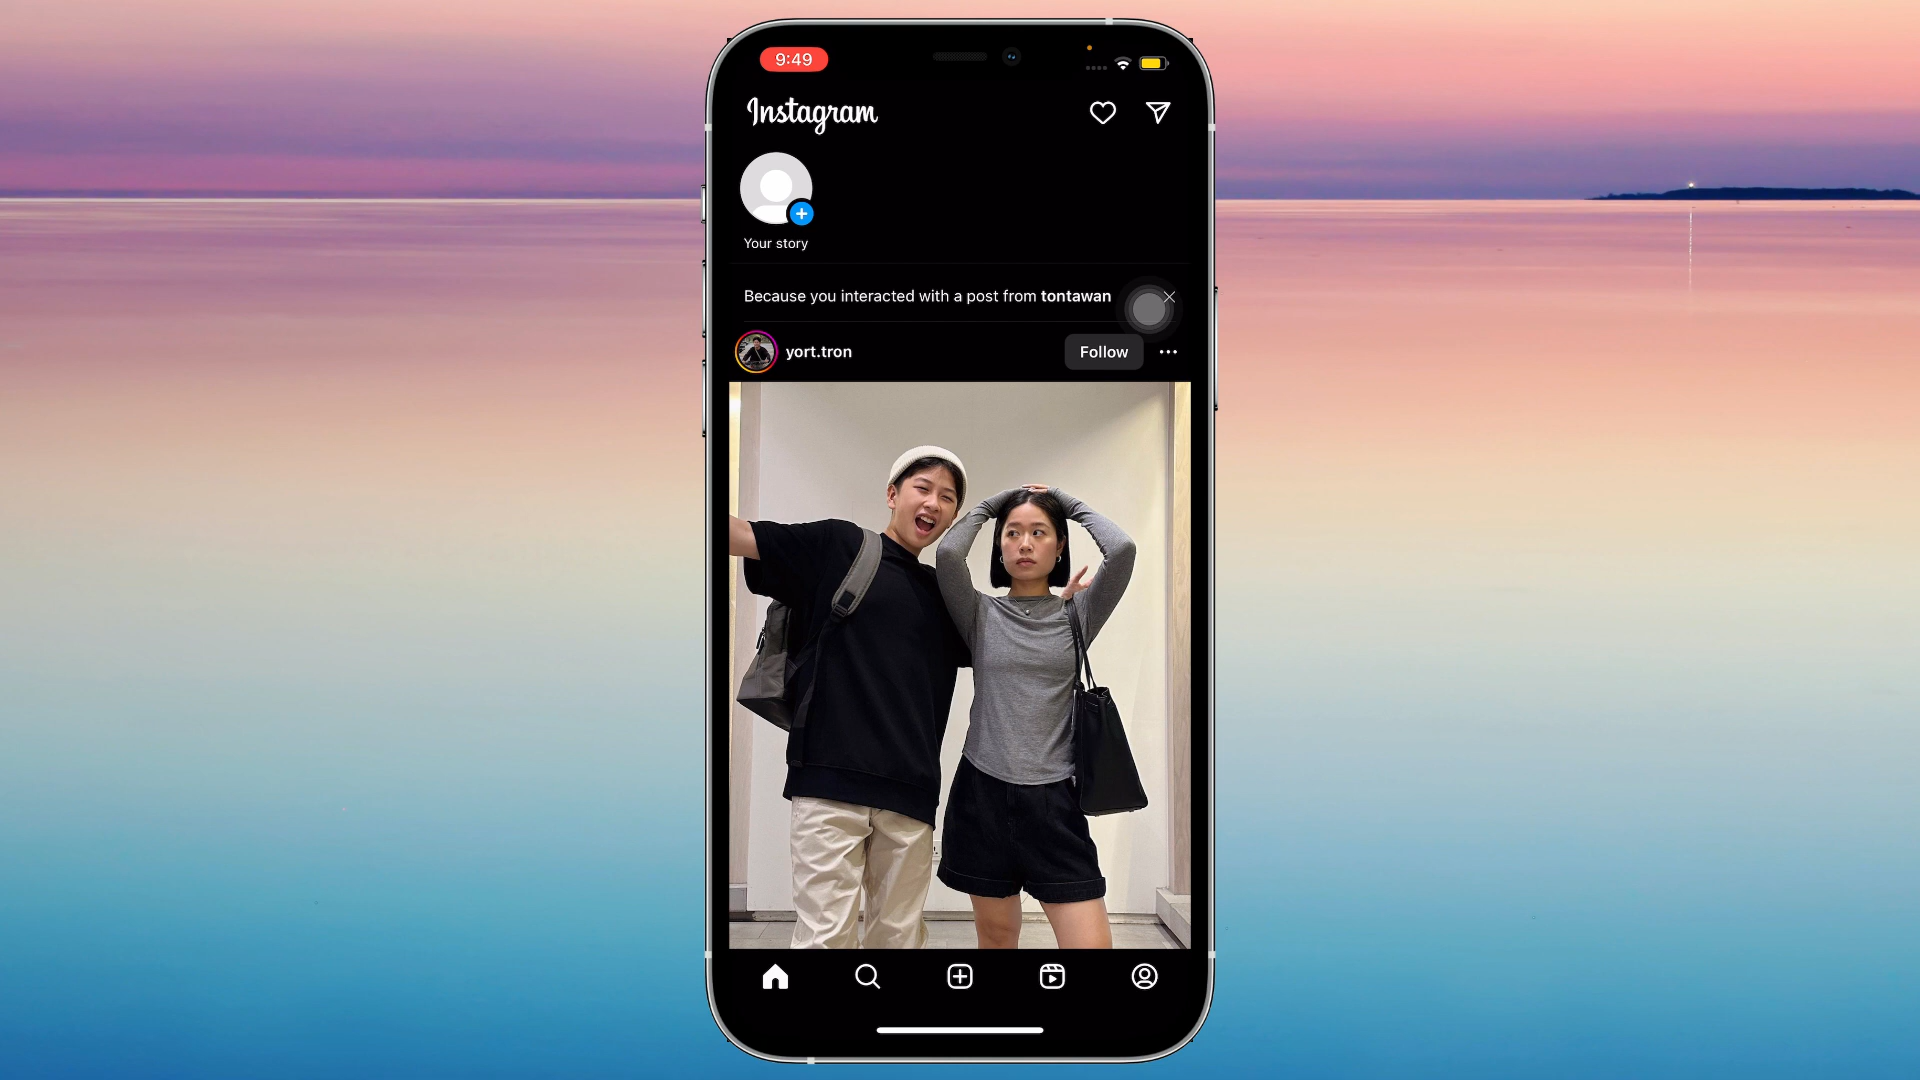 9:49
Instagram
Your story
Because you interacted with a post from tontawan
yort.tron
Follow